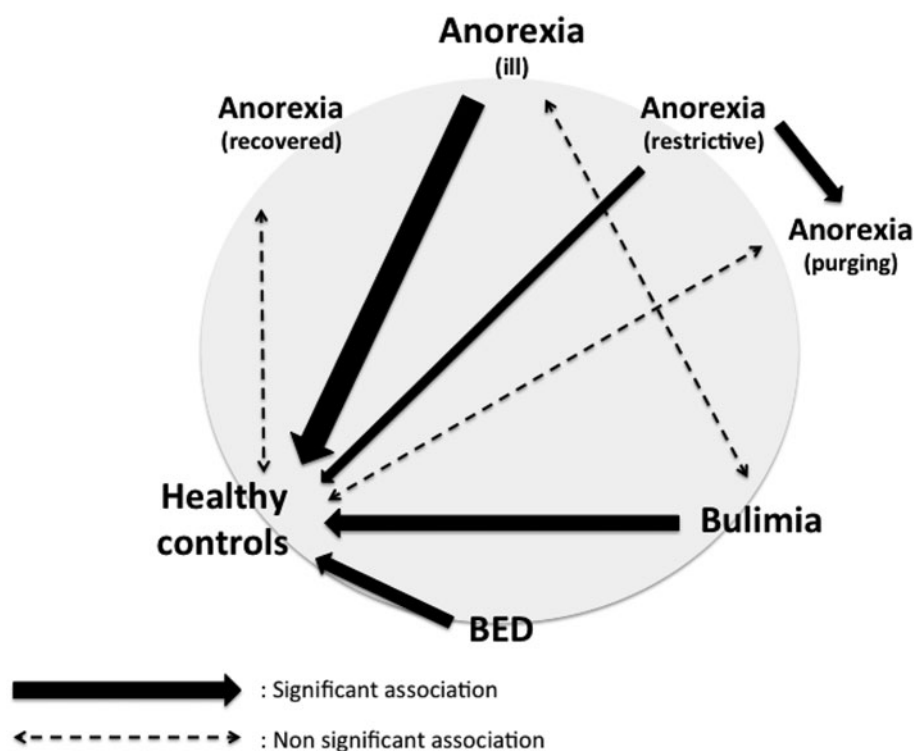 Anorexia
(ill)
Anorexia
(recovered)
Anorexia
(restrictive)
Anorexia
(purging)
Healthy
controls
Bulimia
BED
: Significant association
: Non significant association